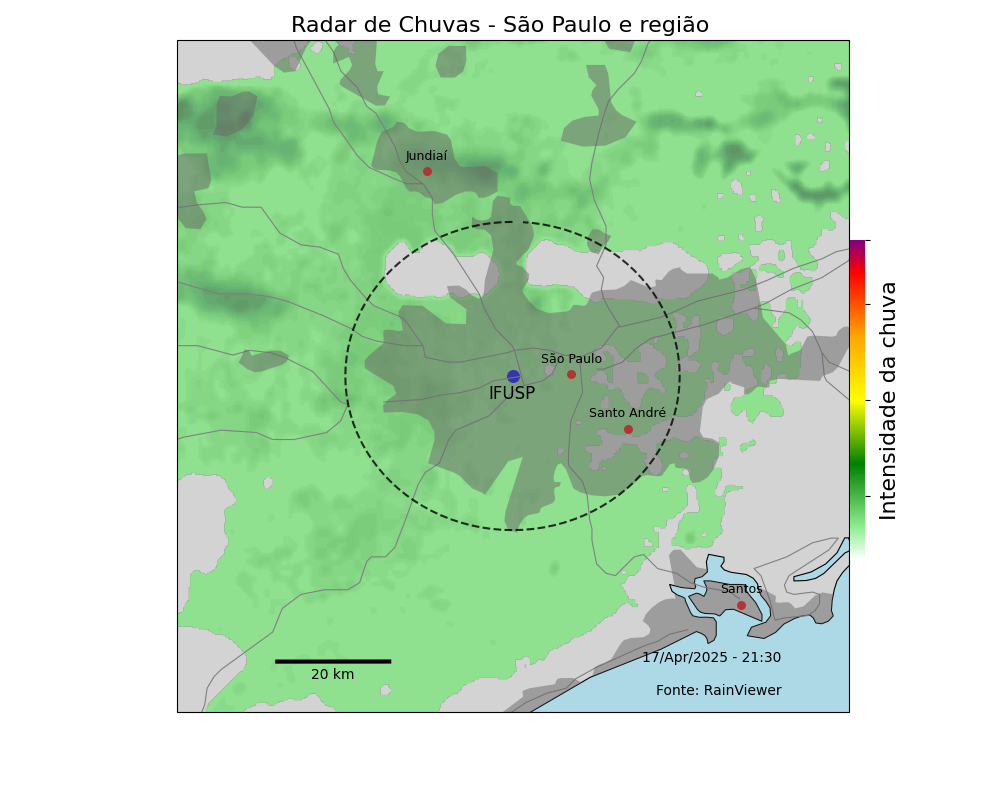 Radar de Chuvas - São Paulo e região
Jundiaí
São Paulo
IFUSP
Santo André
Santos
17/Apr/2025 - 21:30
20 km
Fonte: RainViewer
Intensidade da chuva